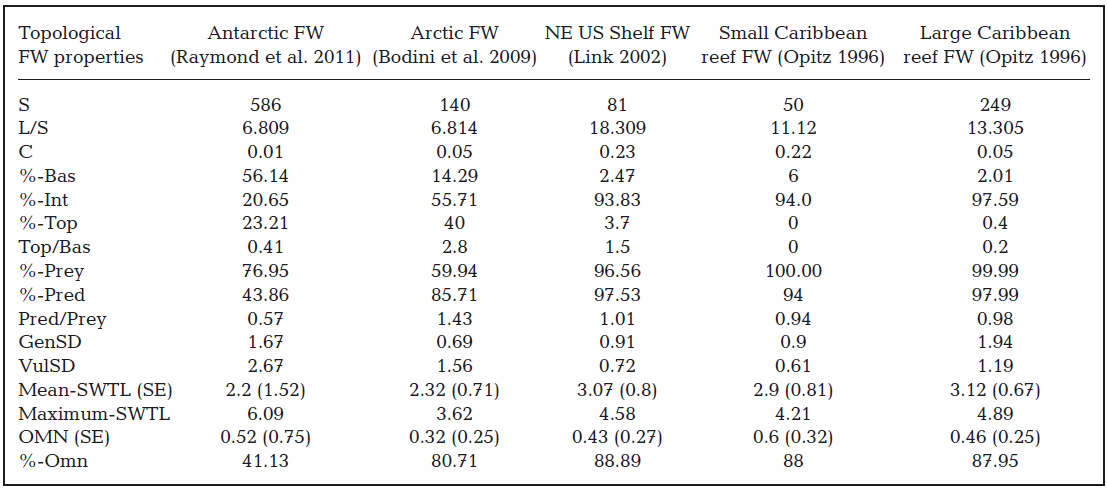 Topological Antarctic FW Arctic FW NE US Shelf FW Small Caribbean Large Caribbean
FW properties (Raymond et al. 2011) (Bodini et al. 2009) (Link 2002) reef FW (Opitz 1996) reef FW (Opitz 1996)
S 586 140 81 50 249
L/S 6.809 6.814 18.309 11.12 13.305
C 0.01 0.05 0.23 0.22 0.05
%-Bas 56.14 14.29 2.47 6 2.01
%-Int 20.65 55.71 93.83 94.0 97.59
%-Top 23.21 40 3.7 0 0.4
Top/Bas 0.41 2.8 1.5 0 0.2
%-Prey 76.95 59.94 96.56 100.00 99.99
%-Pred 43.86 85.71 97.53 94 97.99
Pred/Prey 0.57 1.43 1.01 0.94 0.98
GenSD 1.67 0.69 0.91 0.9 1.94
VulSD 2.67 1.56 0.72 0.61 1.19
Mean-SWTL (SE) 2.2 (1.52) 2.32 (0.71) 3.07 (0.8) 2.9 (0.81) 3.12 (0.67)
Maximum-SWTL 6.09 3.62 4.58 4.21 4.89
OMN (SE) 0.52 (0.75) 0.32 (0.25) 0.43 (0.27) 0.6 (0.32) 0.46 (0.25)
%-Omn 41.13 80.71 88.89 88 87.95